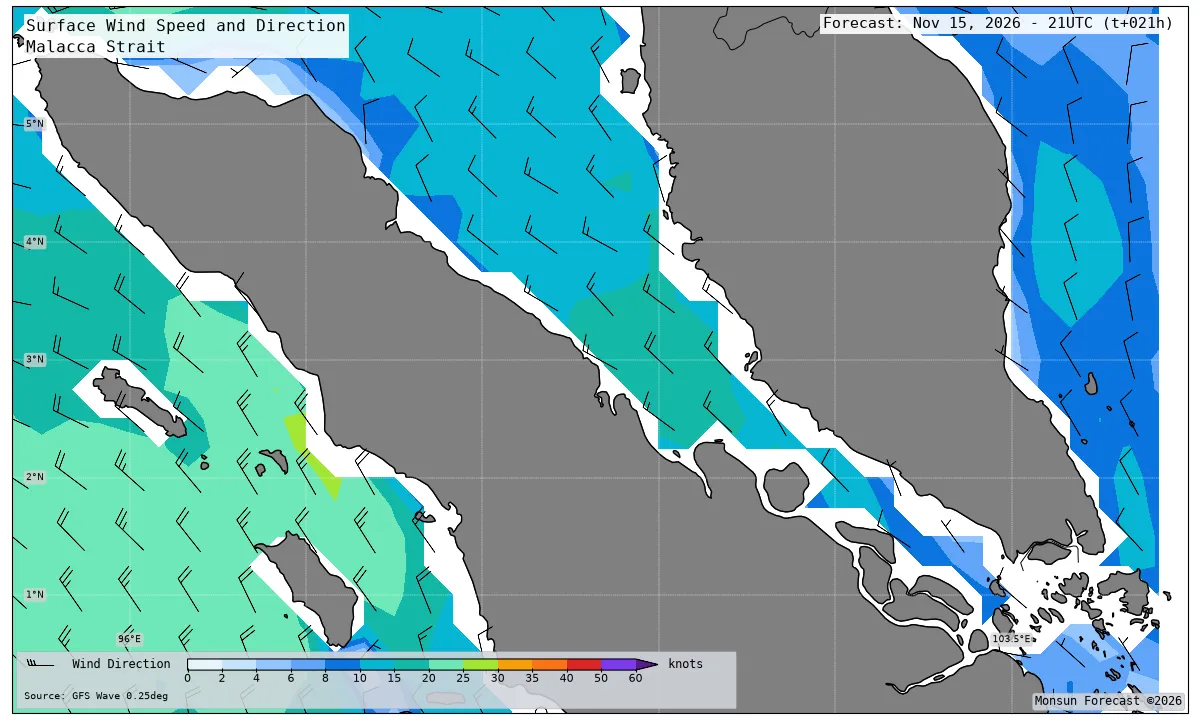 Surface Wind Speed and Direction
Malacca Strait
Forecast: Nov 15, 2026 - 21UTC (t+021h)
5°N
4°N
3°N
2°N
1°N
96°E
103.5°E
Wind Direction
knots
0 2 4 6 8 10 12 15 20 25 30 35 40 50 60
Source: GFS Wave 0.25deg
Monsun Forecast ©2026